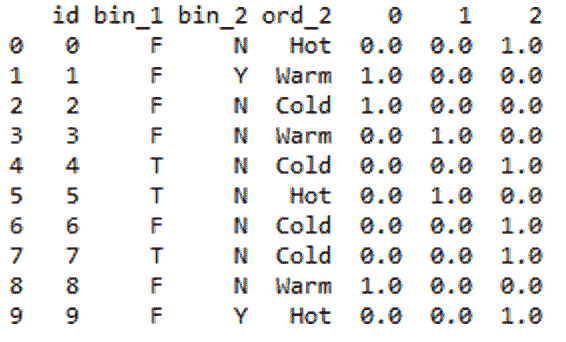 id bin_1 bin_2 ord_2 0 1 2
0 0 F N Hot 0.0 0.0 1.0
1 1 F Y Warm 1.0 0.0 0.0
2 2 F N Cold 1.0 0.0 0.0
3 3 F N Warm 0.0 1.0 0.0
4 4 T N Cold 0.0 0.0 1.0
5 5 T N Hot 0.0 1.0 0.0
6 6 F N Cold 0.0 0.0 1.0
7 7 T N Cold 0.0 0.0 1.0
8 8 F N Warm 1.0 0.0 0.0
9 9 F Y Hot 0.0 0.0 1.0